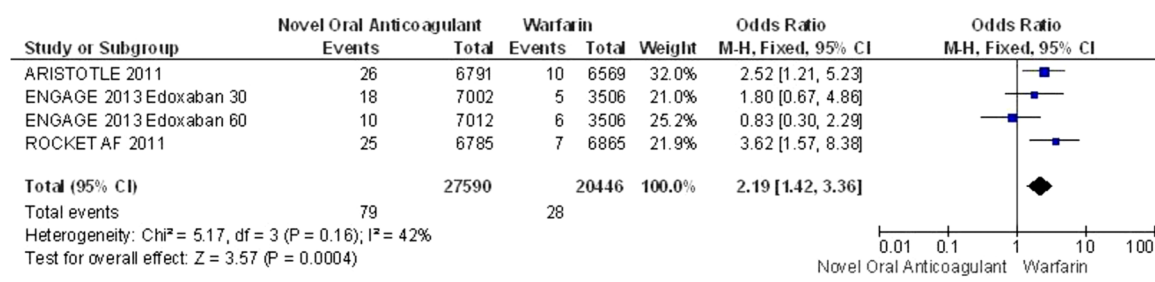 Novel Oral Anticoagulant Warfarin Odds Ratio Odds Ratio
Study or Subgroup Events Total Events Total Weight M-H, Fixed, 95% CI M-H, Fixed, 95% CI
ARISTOTLE 2011 26 6791 10 6569 32.0% 2.52 [1.21, 5.23]
ENGAGE 2013 Edoxaban 30 18 7002 5 3506 21.0% 1.80 [0.67, 4.86]
ENGAGE 2013 Edoxaban 60 10 7012 6 3506 25.2% 0.83 [0.30, 2.29]
ROCKET AF 2011 25 6785 7 6865 21.9% 3.62 [1.57, 8.38]
Total (95% CI) 27590 20446 100.0% 2.19 [1.42, 3.36]
Total events 79 28
Heterogeneity: Chi² = 5.17, df = 3 (P = 0.16); I² = 42%
Test for overall effect: Z = 3.57 (P = 0.0004)
0.01 0.1 1 10 100
Novel Oral Anticoagulant Warfarin